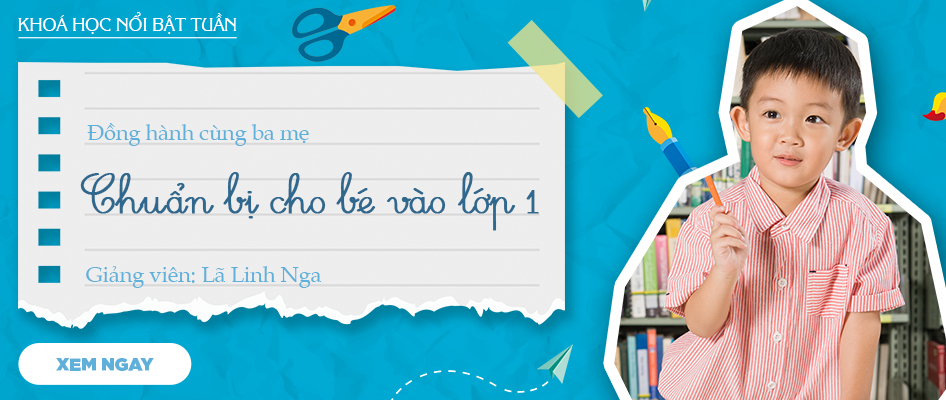 KHOÁ HỌC NỔI BẬT TUẦN
Đồng hành cùng ba mẹ
Chuẩn bị cho bé vào lớp 1
Giảng viên: Lã Linh Nga
XEM NGAY